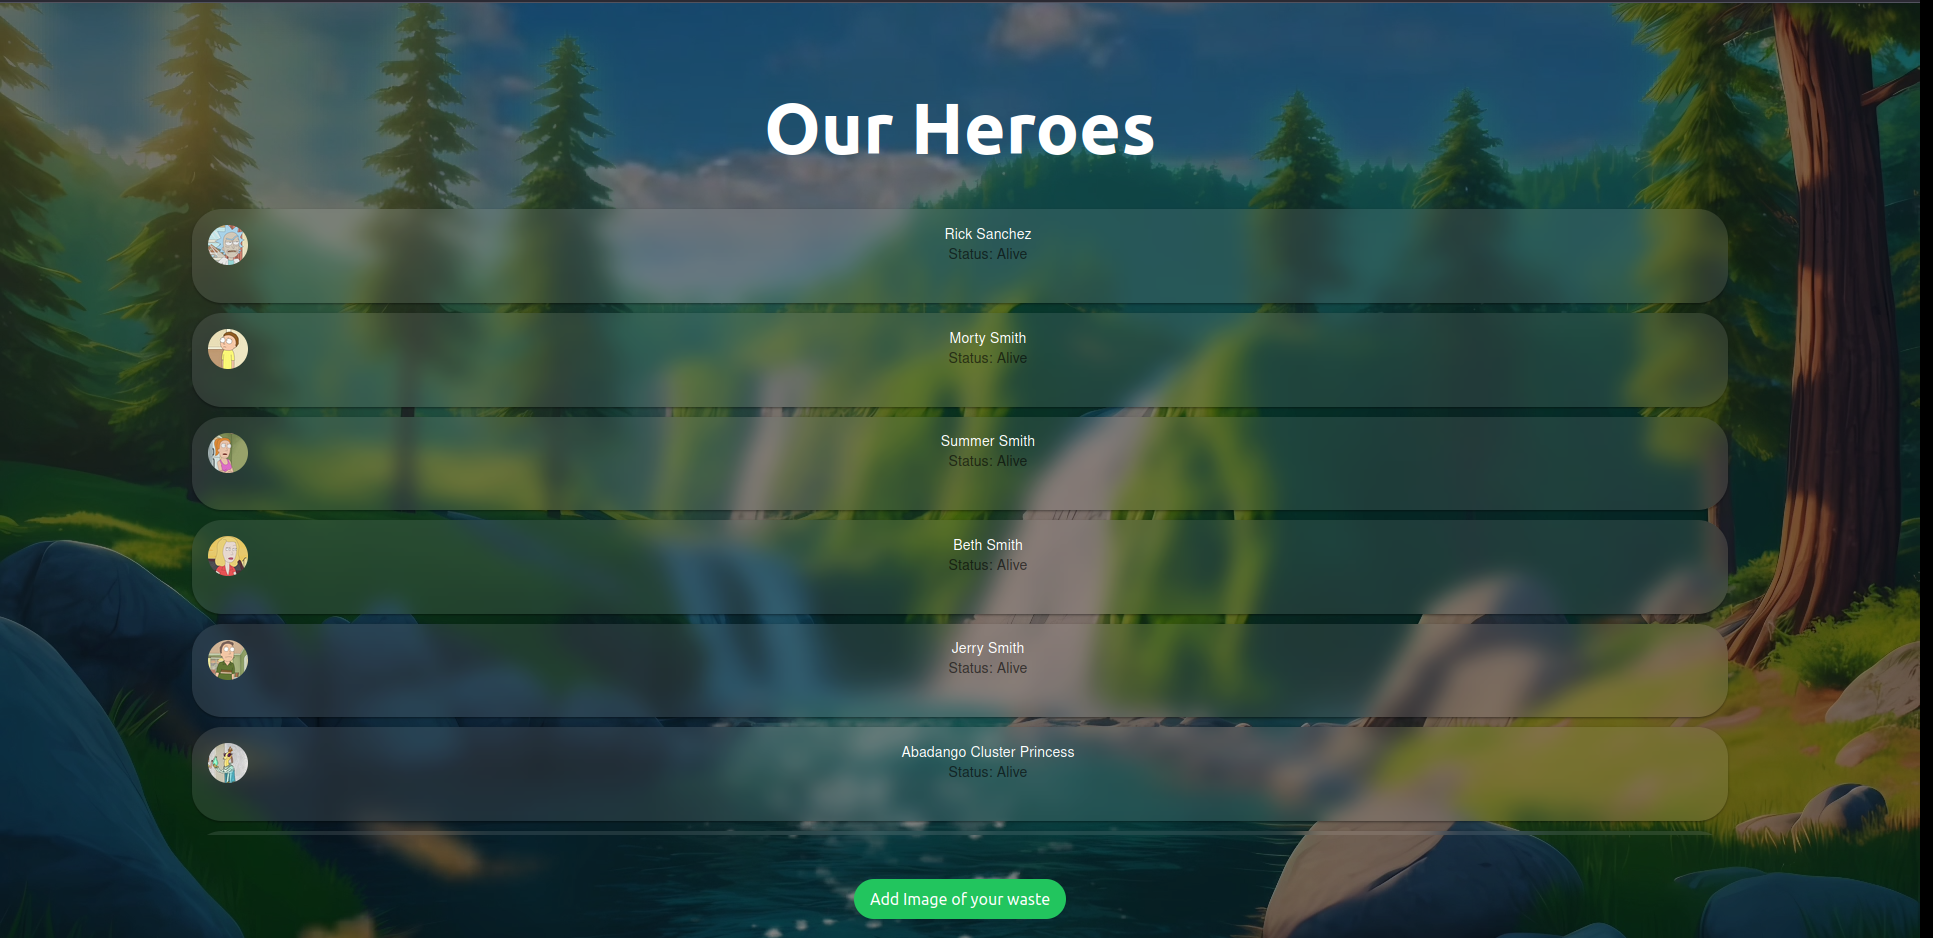 Our Heroes
Rick Sanchez
Status: Alive
Morty Smith
Status: Alive
Summer Smith
Status: Alive
Beth Smith
Status: Alive
Jerry Smith
Status: Alive
Abadango Cluster Princess
Status: Alive
Add Image of your waste